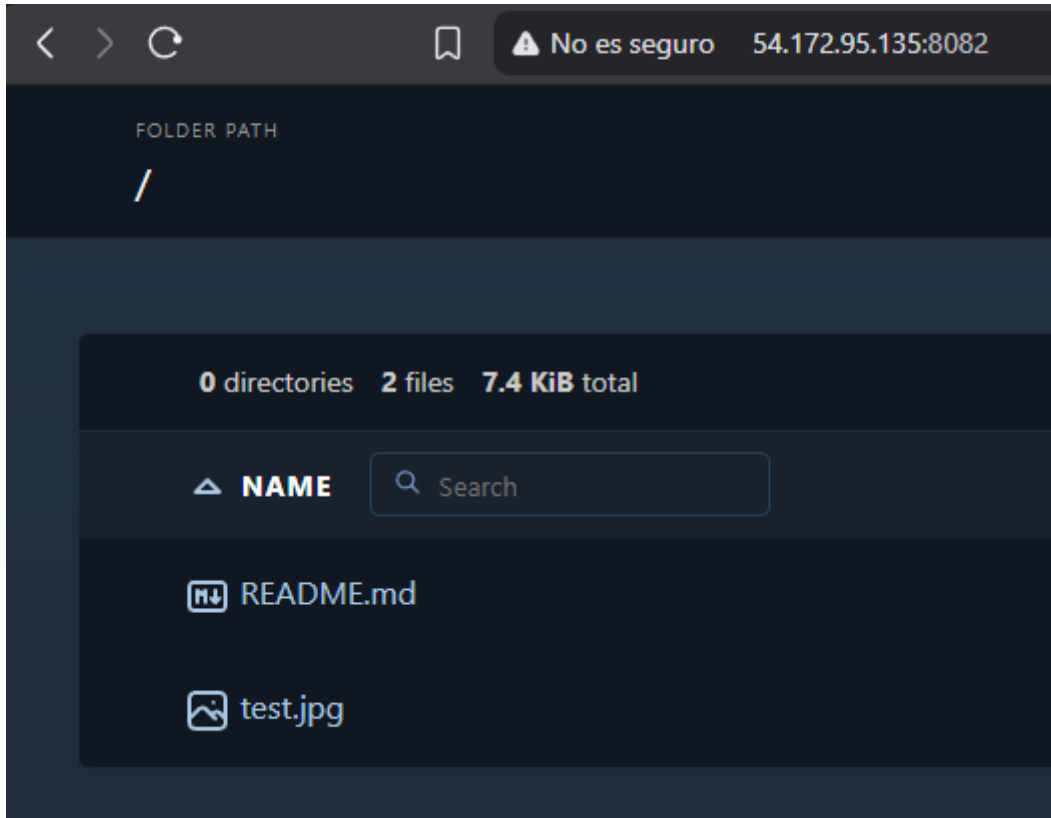 No es seguro 54.172.95.135:8082
FOLDER PATH
/
0 directories 2 files 7.4 KiB total
NAME Search
README.md
test.jpg